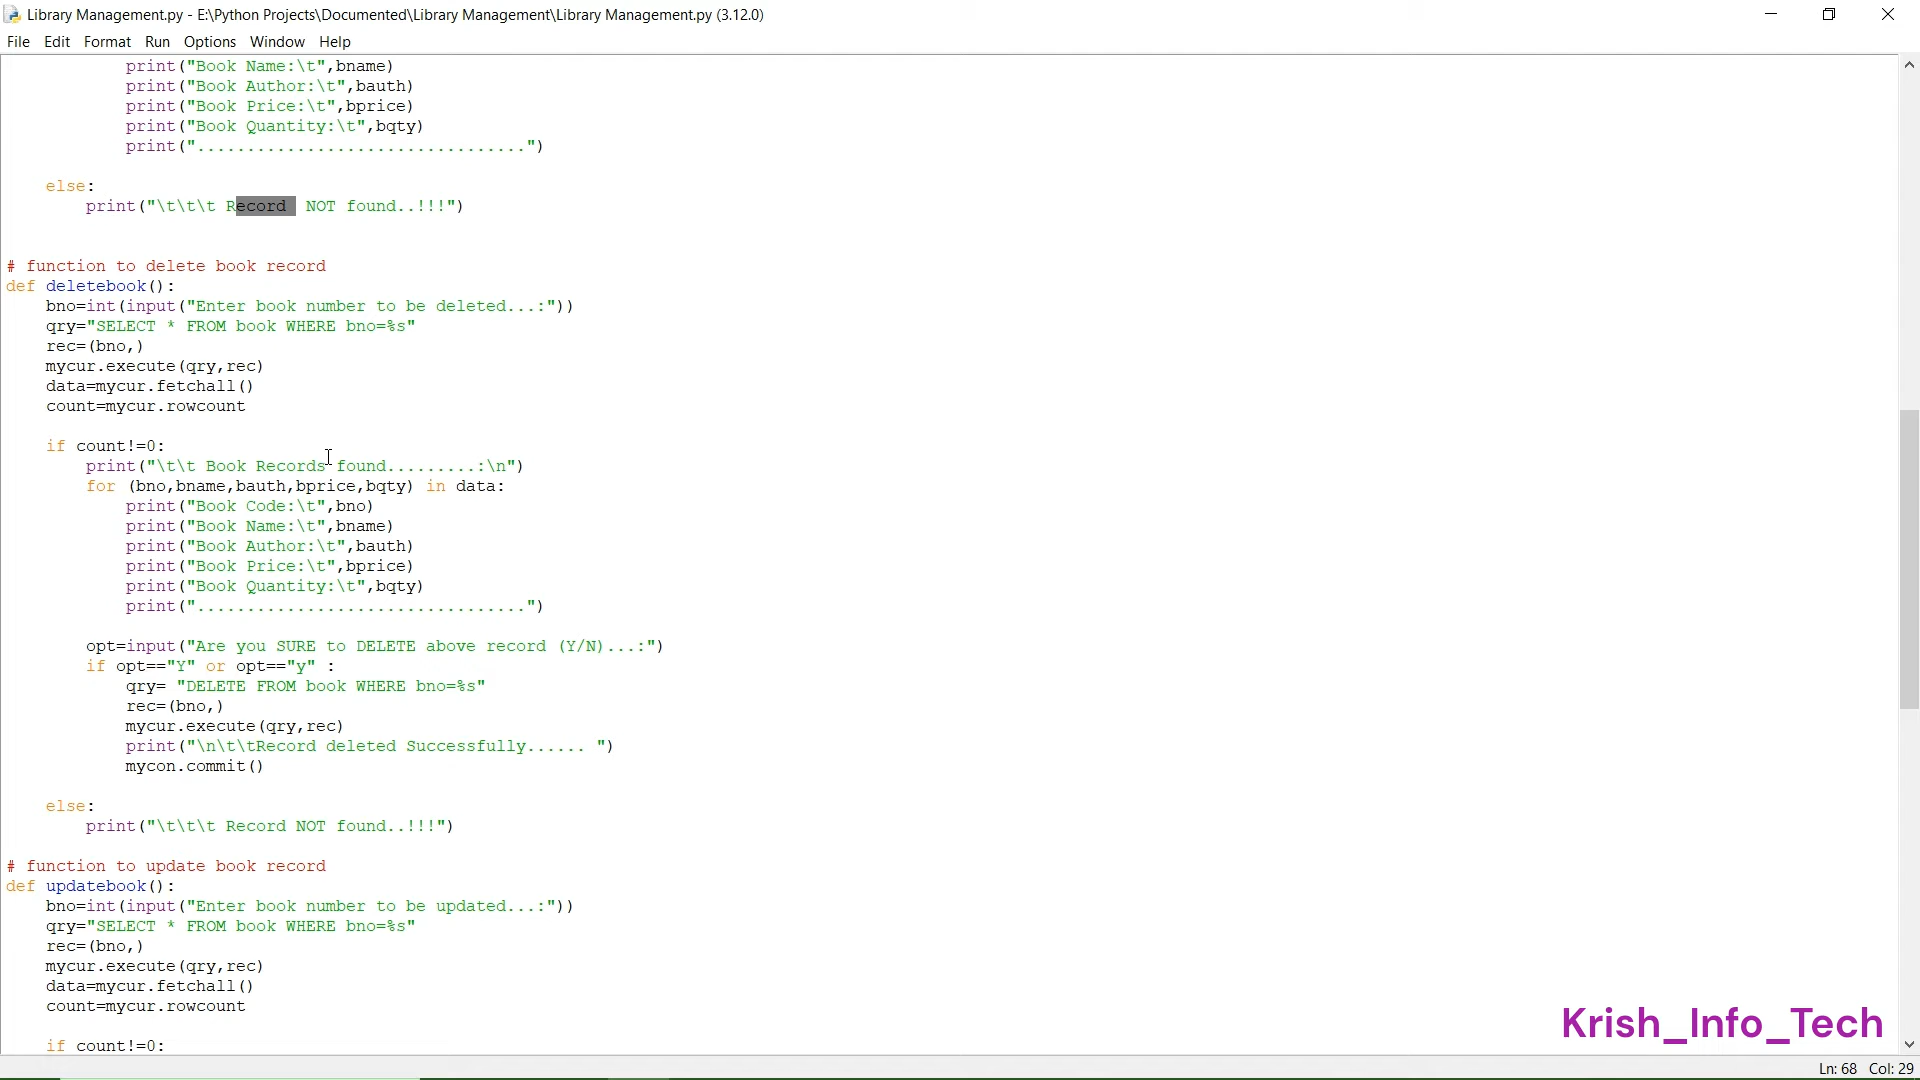 Library Management.py - E:\Python Projects\Documented\Library Management\Library Management.py (3.12.0)
File Edit Format Run Options Window Help
            print("Book Name:\t",bname)
            print("Book Author:\t",bauth)
            print("Book Price:\t",bprice)
            print("Book Quantity:\t",bqty)
            print(".................................")
    else:
        print("\t\t\t Record  NOT found..!!!")
# function to delete book record
def deletebook():
    bno=int(input("Enter book number to be deleted...:"))
    qry="SELECT * FROM book WHERE bno=%s"
    rec=(bno,)
    mycur.execute(qry,rec)
    data=mycur.fetchall()
    count=mycur.rowcount
    if count!=0:
        print("\t\t Book Records found.........:\n")
        for (bno,bname,bauth,bprice,bqty) in data:
            print("Book Code:\t",bno)
            print("Book Name:\t",bname)
            print("Book Author:\t",bauth)
            print("Book Price:\t",bprice)
            print("Book Quantity:\t",bqty)
            print(".................................")
        opt=input("Are you SURE to DELETE above record (Y/N)...:")
        if opt=="Y" or opt=="y" :
            qry= "DELETE FROM book WHERE bno=%s"
            rec=(bno,)
            mycur.execute(qry,rec)
            print("\n\t\tRecord deleted Successfully...... ")
            mycon.commit()
    else:
        print("\t\t\t Record NOT found..!!!")
# function to update book record
def updatebook():
    bno=int(input("Enter book number to be updated...:"))
    qry="SELECT * FROM book WHERE bno=%s"
    rec=(bno,)
    mycur.execute(qry,rec)
    data=mycur.fetchall()
    count=mycur.rowcount
    if count!=0:
Krish_Info_Tech
Ln: 68 Col: 29